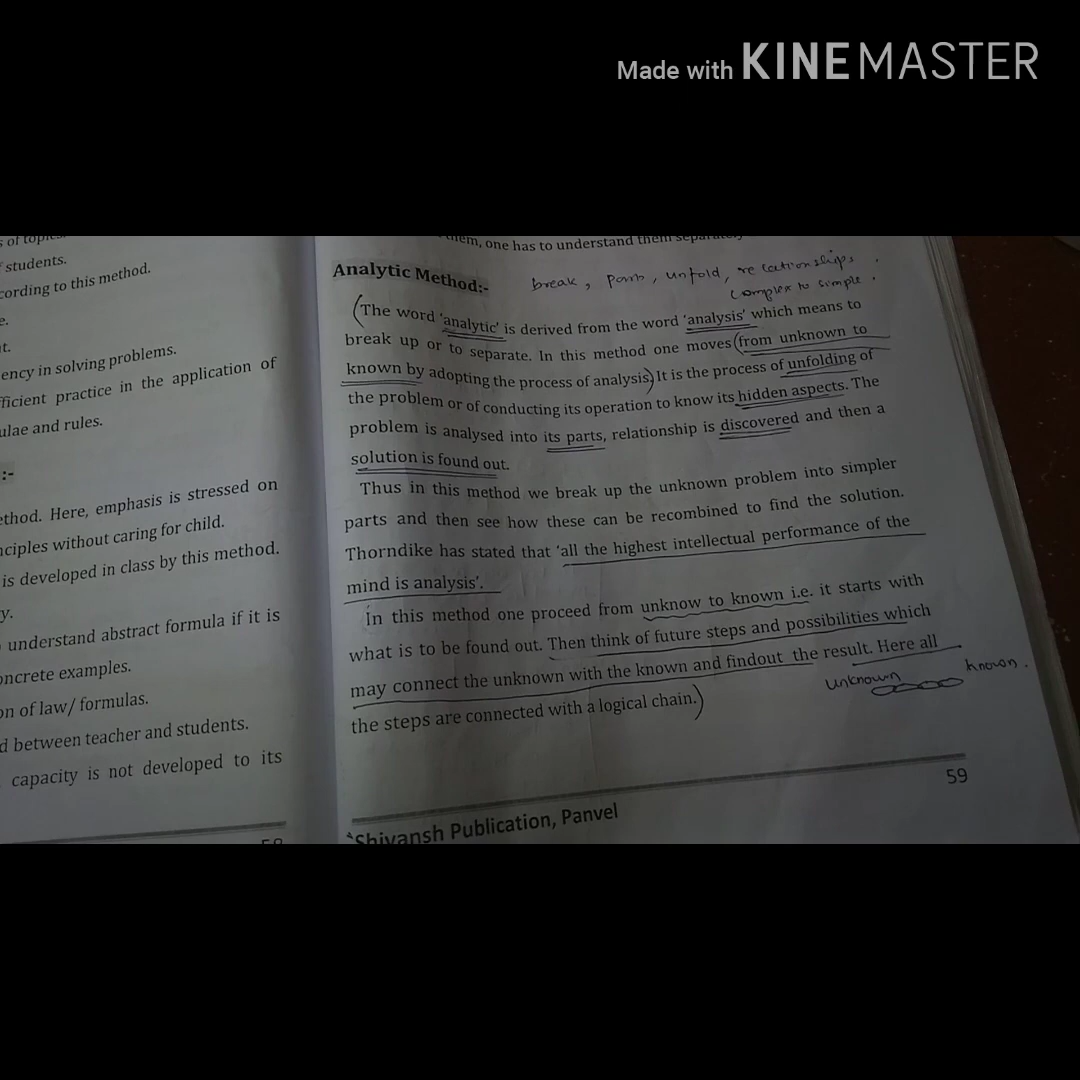 Made with KINEMASTER
students.
cording to this method.
e.
t.
ency in solving problems.
fficient practice in the application of
ulae and rules.
:-
ethod. Here, emphasis is stressed on
nciples without caring for child.
is developed in class by this method.
y.
understand abstract formula if it is
oncrete examples.
on of law/ formulas.
d between teacher and students.
capacity is not developed to its
them, one has to understand them separately
Analytic Method:-
break, parts, unfold, relationships.
complex to simple.
(The word 'analytic' is derived from the word 'analysis' which means to
break up or to separate. In this method one moves (from unknown to
known by adopting the process of analysis) It is the process of unfolding of
the problem or of conducting its operation to know its hidden aspects. The
problem is analysed into its parts, relationship is discovered and then a
solution is found out.
Thus in this method we break up the unknown problem into simpler
parts and then see how these can be recombined to find the solution.
Thorndike has stated that 'all the highest intellectual performance of the
mind is analysis'.
In this method one proceed from unknow to known i.e. it starts with
what is to be found out. Then think of future steps and possibilities which
may connect the unknown with the known and findout the result. Here all
the steps are connected with a logical chain.)
unknown known.
59
Shivansh Publication, Panvel